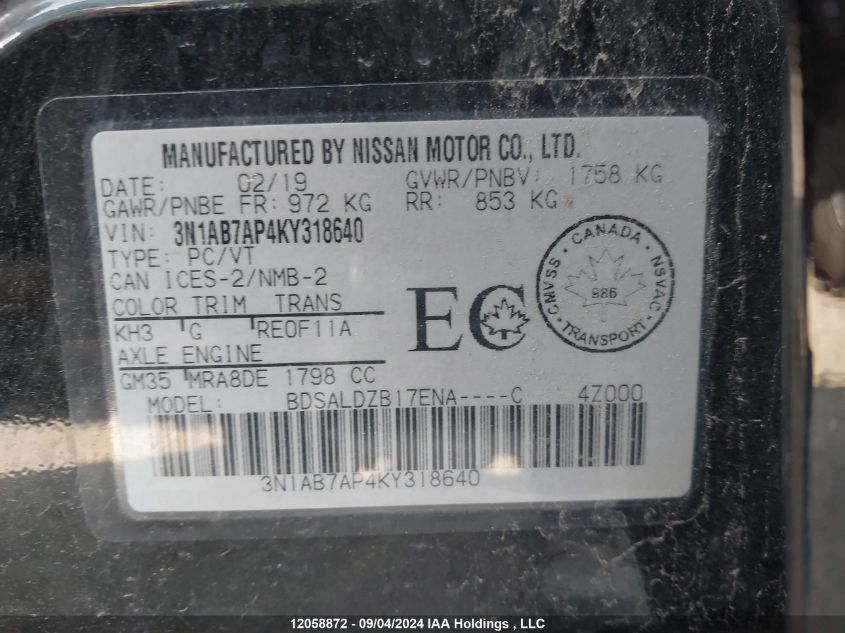 MANUFACTURED BY NISSAN MOTOR CO., LTD.
DATE: 02/19 GVWR/PNBV: 1758 KG
GAWR/PNBE FR: 972 KG RR: 853 KG
VIN: 3N1AB7AP4KY318640
TYPE: PC/VT
CAN ICES-2/NMB-2
COLOR TRIM TRANS
KH3 G RE0F11A
AXLE ENGINE
GM35 MRA8DE 1798 CC
EC
CANADA
CMVSS NSVAC
986
TRANSPORT
MODEL: BDSALDZB17ENA----C 4Z000
3N1AB7AP4KY318640
12058872 - 09/04/2024 IAA Holdings , LLC